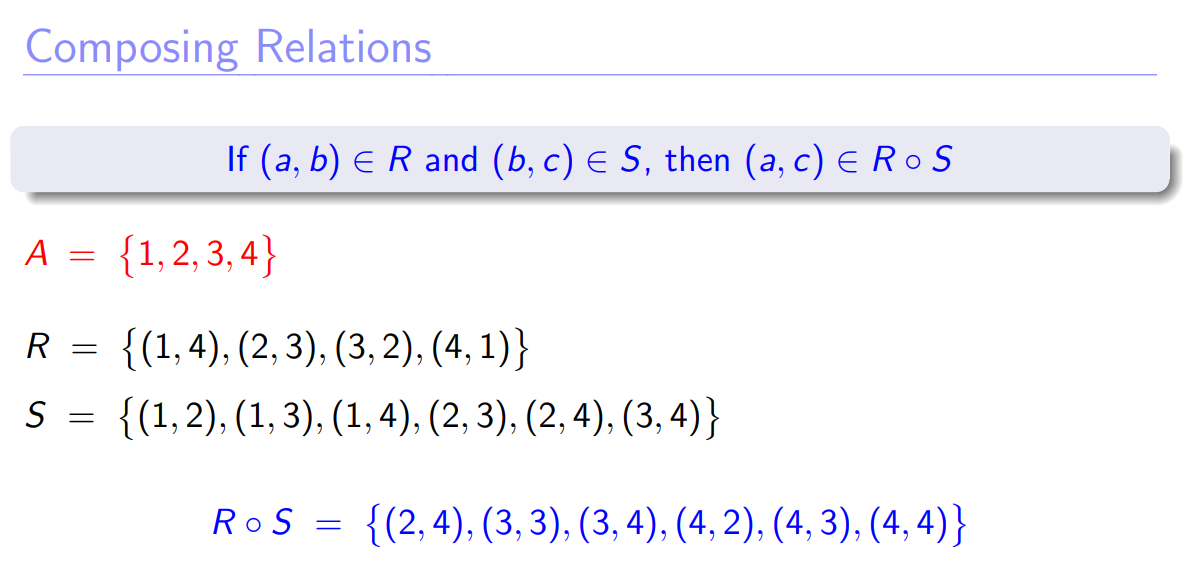 Composing Relations
If (a, b) ∈ R and (b, c) ∈ S, then (a, c) ∈ R ∘ S
A = {1, 2, 3, 4}
R = {(1, 4), (2, 3), (3, 2), (4, 1)}
S = {(1, 2), (1, 3), (1, 4), (2, 3), (2, 4), (3, 4)}
R ∘ S = {(2, 4), (3, 3), (3, 4), (4, 2), (4, 3), (4, 4)}